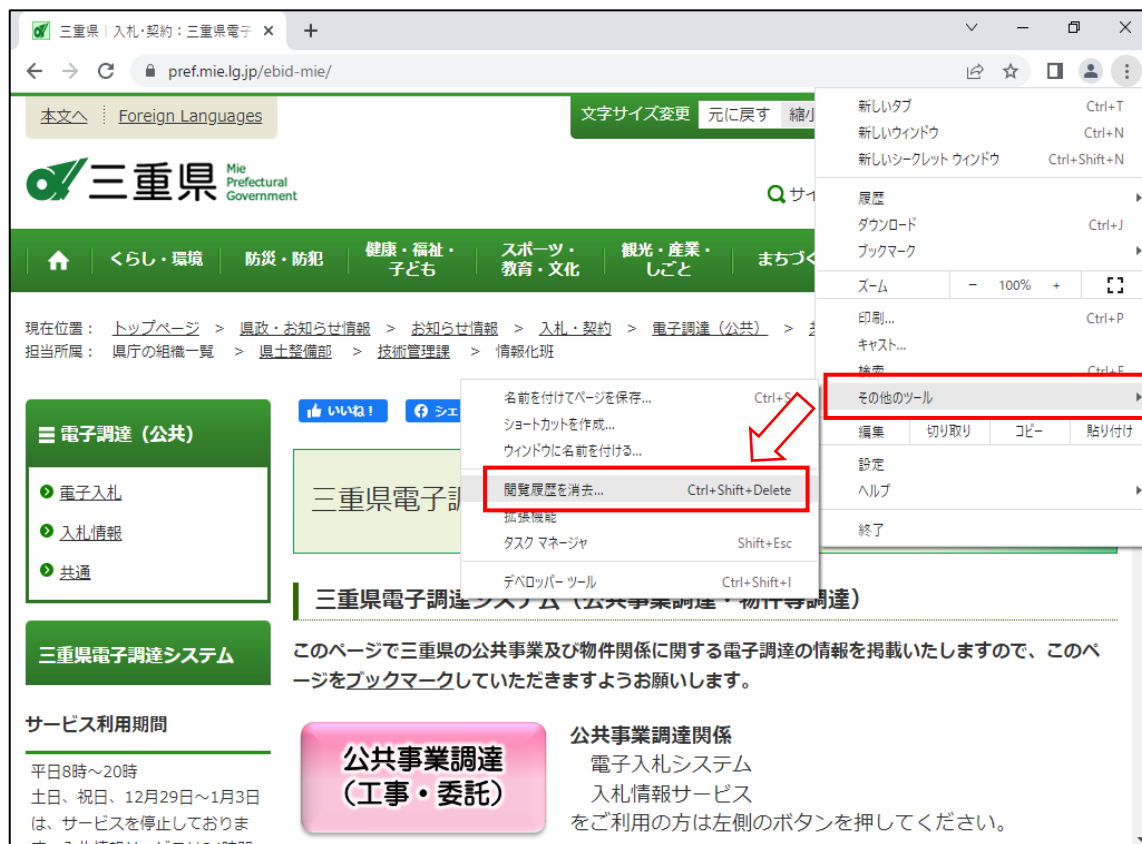 三重県｜入札・契約：三重県電子
pref.mie.lg.jp/ebid-mie/
本文へ Foreign Languages
文字サイズ変更 元に戻す 縮小
三重県 Mie Prefectural Government
サイ
くらし・環境 防災・防犯 健康・福祉・子ども スポーツ・教育・文化 観光・産業・しごと まちづく
現在位置： トップページ > 県政・お知らせ情報 > お知らせ情報 > 入札・契約 > 電子調達（公共） >
担当所属： 県庁の組織一覧 > 県土整備部 > 技術管理課 > 情報化班
新しいタブ Ctrl+T
新しいウィンドウ Ctrl+N
新しいシークレット ウィンドウ Ctrl+Shift+N
履歴
ダウンロード Ctrl+J
ブックマーク
ズーム − 100% +
印刷... Ctrl+P
キャスト...
検索 Ctrl+F
その他のツール
編集 切り取り コピー 貼り付け
設定
ヘルプ
終了
名前を付けてページを保存... Ctrl+S
ショートカットを作成...
ウィンドウに名前を付ける...
閲覧履歴を消去... Ctrl+Shift+Delete
拡張機能
タスク マネージャ Shift+Esc
デベロッパー ツール Ctrl+Shift+I
いいね！ シェ
電子調達（公共）
電子入札
入札情報
共通
三重県電子調達システム
サービス利用期間
平日8時～20時
土日、祝日、12月29日～1月3日
は、サービスを停止しておりま
三重県電子調
三重県電子調達システム（公共事業調達・物件等調達）
このページで三重県の公共事業及び物件関係に関する電子調達の情報を掲載いたしますので、このペ
ージをブックマークしていただきますようお願いします。
公共事業調達
（工事・委託）
公共事業調達関係
電子入札システム
入札情報サービス
をご利用の方は左側のボタンを押してください。